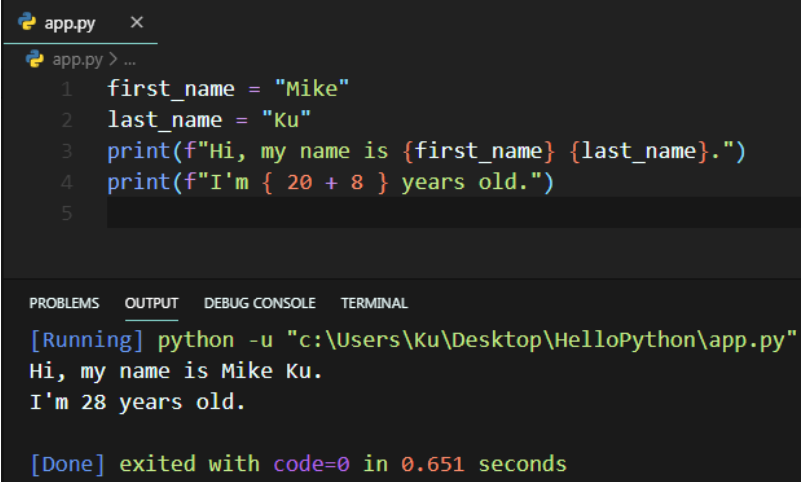 app.py ×
app.py > ...
1 first_name = "Mike"
2 last_name = "Ku"
3 print(f"Hi, my name is {first_name} {last_name}.")
4 print(f"I'm { 20 + 8 } years old.")
5
PROBLEMS OUTPUT DEBUG CONSOLE TERMINAL
[Running] python -u "c:\Users\Ku\Desktop\HelloPython\app.py"
Hi, my name is Mike Ku.
I'm 28 years old.
[Done] exited with code=0 in 0.651 seconds